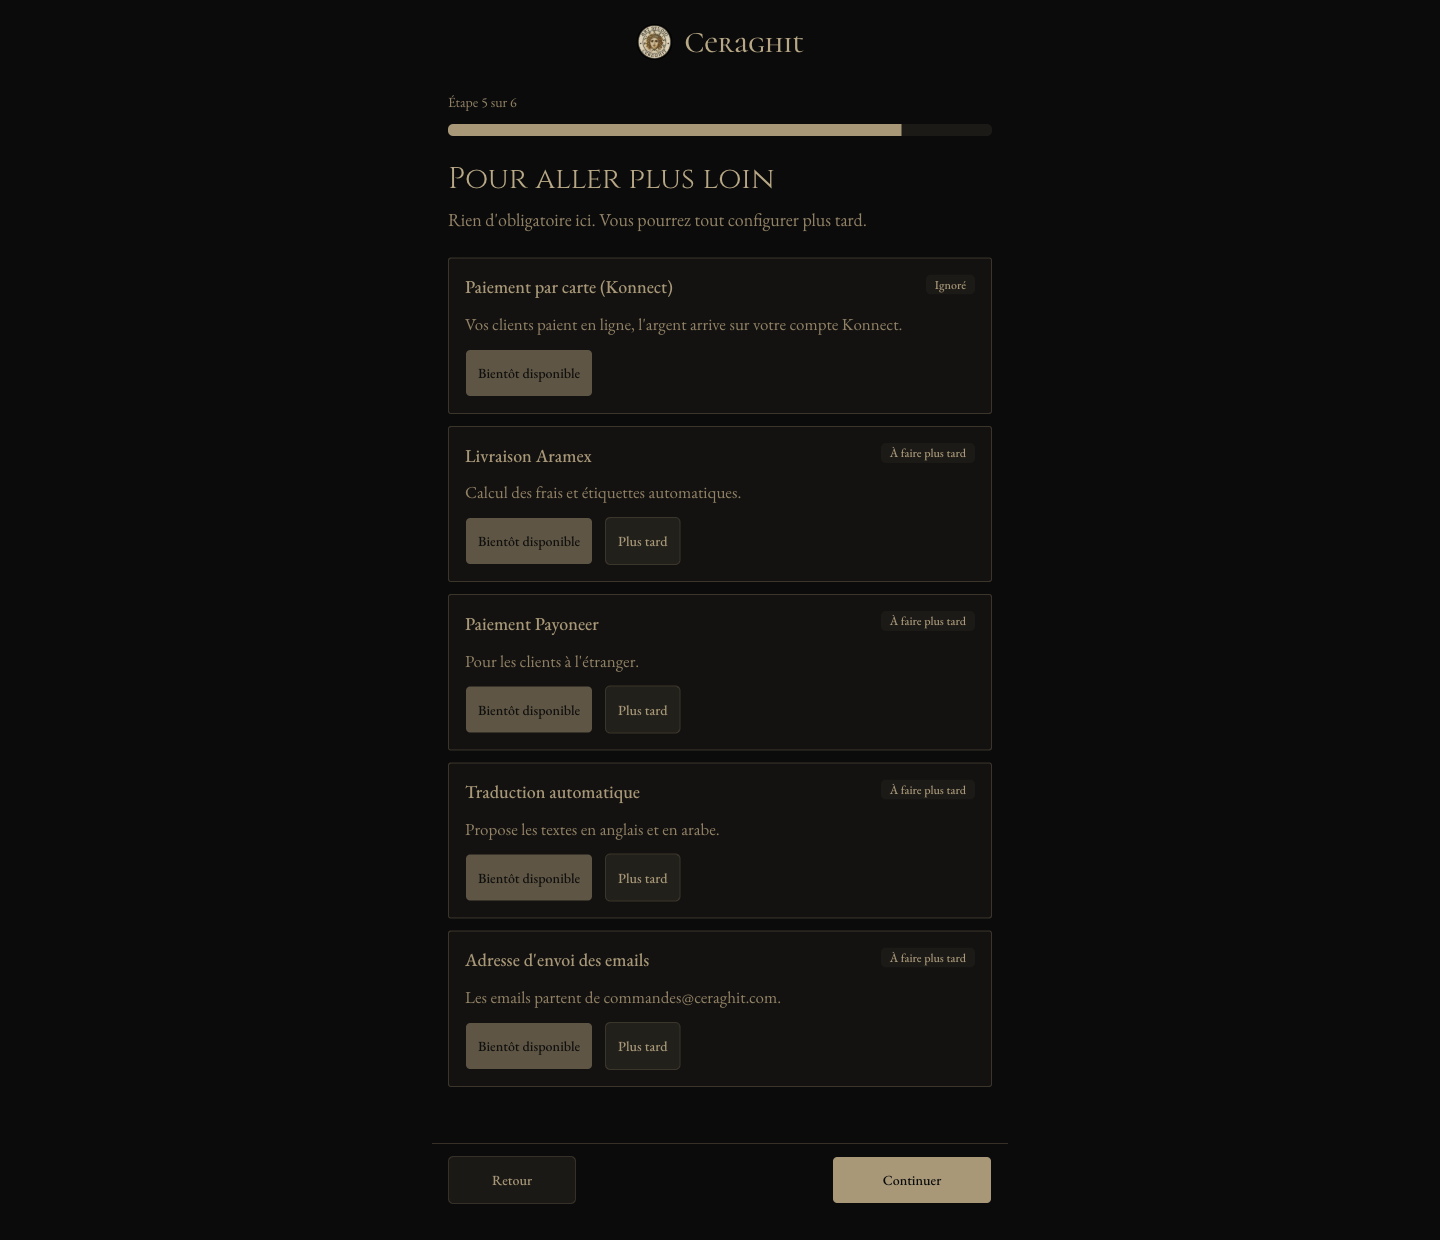 Ceraghit
Étape 5 sur 6
Pour aller plus loin
Rien d'obligatoire ici. Vous pourrez tout configurer plus tard.
Paiement par carte (Konnect)
Ignoré
Vos clients paient en ligne, l'argent arrive sur votre compte Konnect.
Bientôt disponible
Livraison Aramex
À faire plus tard
Calcul des frais et étiquettes automatiques.
Bientôt disponible
Plus tard
Paiement Payoneer
À faire plus tard
Pour les clients à l'étranger.
Bientôt disponible
Plus tard
Traduction automatique
À faire plus tard
Propose les textes en anglais et en arabe.
Bientôt disponible
Plus tard
Adresse d'envoi des emails
À faire plus tard
Les emails partent de commandes@ceraghit.com.
Bientôt disponible
Plus tard
Retour
Continuer